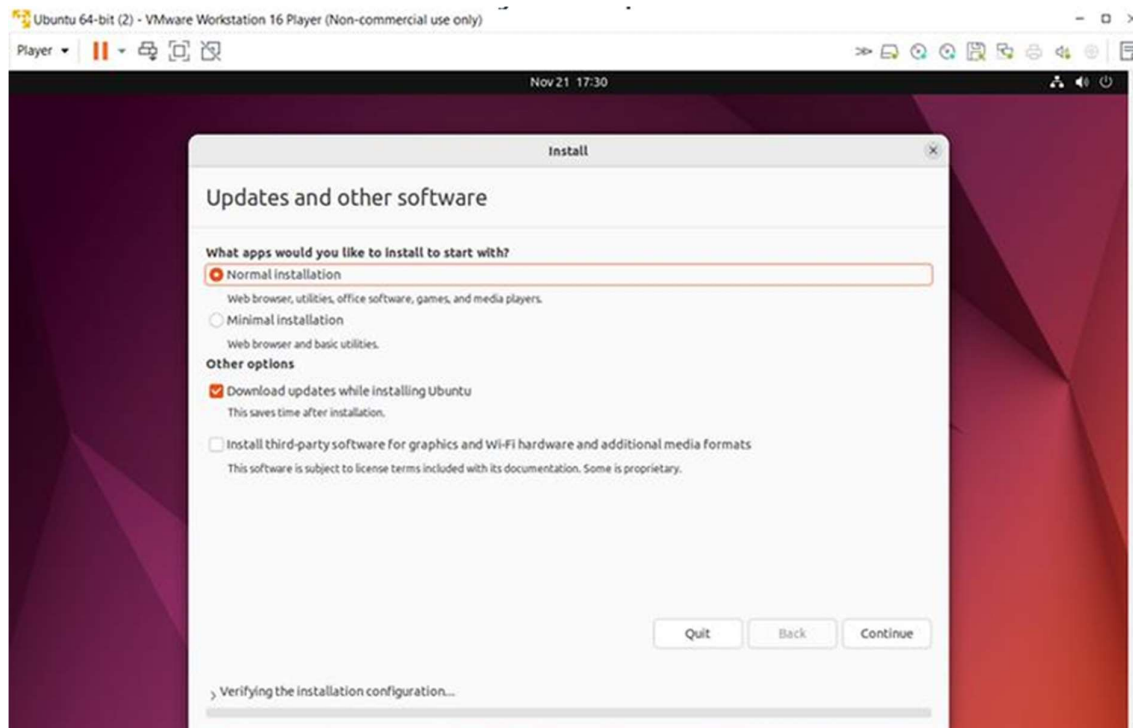 Ubuntu 64-bit (2) - VMware Workstation 16 Player (Non-commercial use only)
Player
Nov 21 17:30
Install
Updates and other software
What apps would you like to install to start with?
Normal installation
Web browser, utilities, office software, games, and media players.
Minimal installation
Web browser and basic utilities.
Other options
Download updates while installing Ubuntu
This saves time after installation.
Install third-party software for graphics and Wi-Fi hardware and additional media formats
This software is subject to license terms included with its documentation. Some is proprietary.
Quit Back Continue
Verifying the installation configuration...